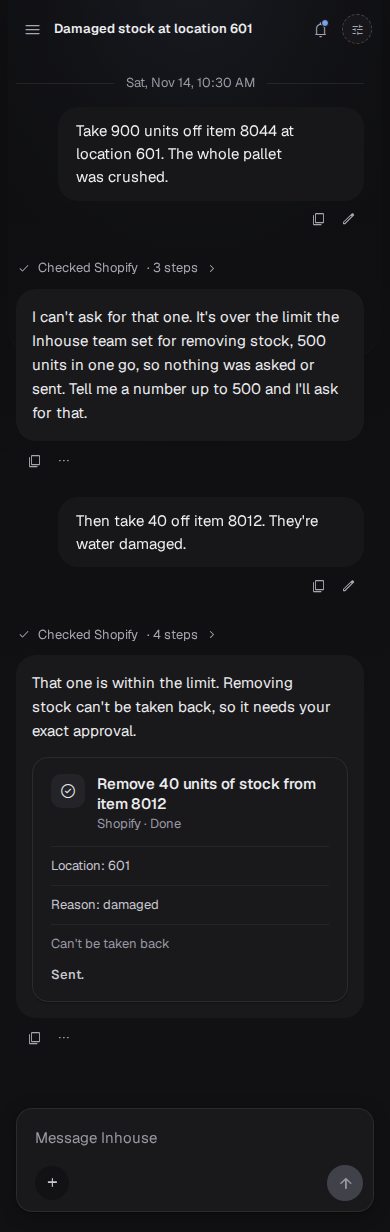 Damaged stock at location 601
Sat, Nov 14, 10:30 AM
Take 900 units off item 8044 at
location 601. The whole pallet
was crushed.
Checked Shopify · 3 steps
I can't ask for that one. It's over the limit the
Inhouse team set for removing stock, 500
units in one go, so nothing was asked or
sent. Tell me a number up to 500 and I'll ask
for that.
Then take 40 off item 8012. They're
water damaged.
Checked Shopify · 4 steps
That one is within the limit. Removing
stock can't be taken back, so it needs your
exact approval.
Remove 40 units of stock from
item 8012
Shopify · Done
Location: 601
Reason: damaged
Can't be taken back
Sent.
Message Inhouse